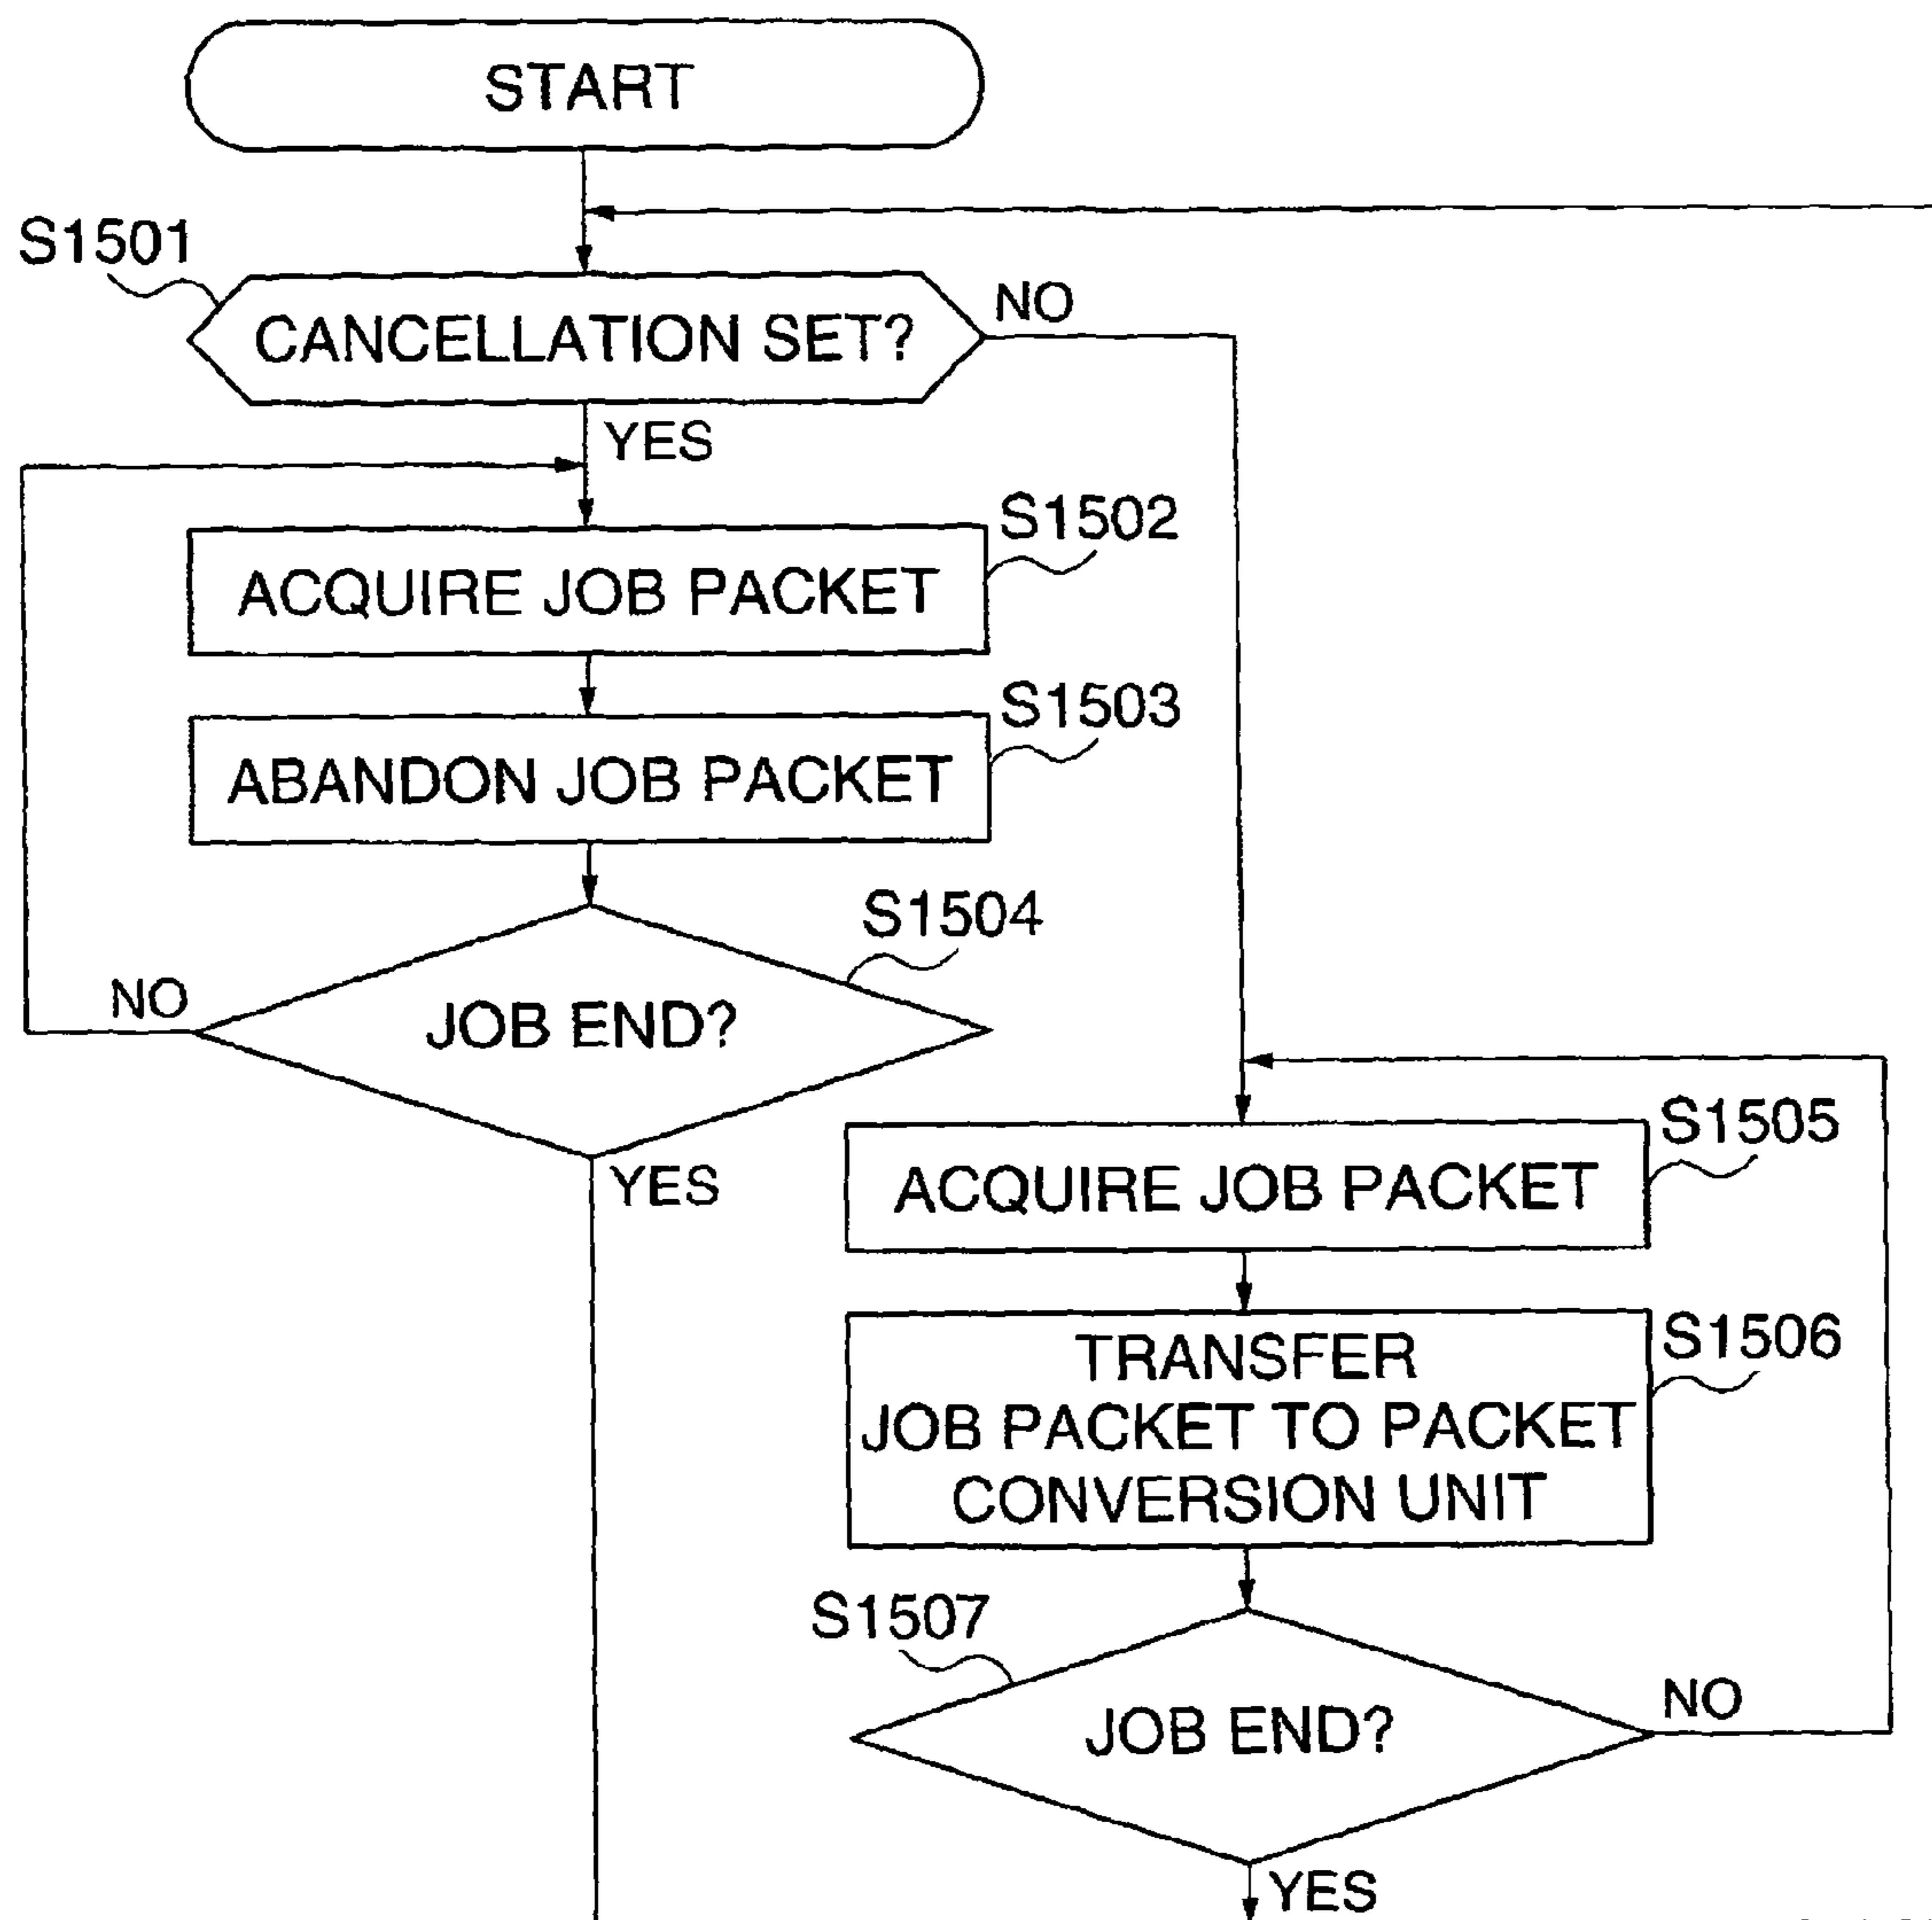 START
S1501
CANCELLATION SET?
NO
YES
S1502
ACQUIRE JOB PACKET
S1503
ABANDON JOB PACKET
S1504
NO
JOB END?
YES
S1505
ACQUIRE JOB PACKET
S1506
TRANSFER
JOB PACKET TO PACKET
CONVERSION UNIT
S1507
JOB END?
NO
YES